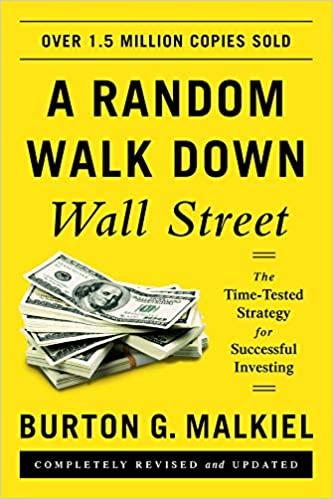 OVER 1.5 MILLION COPIES SOLD
A RANDOM
WALK DOWN
Wall Street
The
Time-Tested
Strategy
for
Successful
Investing
BURTON G. MALKIEL
COMPLETELY REVISED and UPDATED